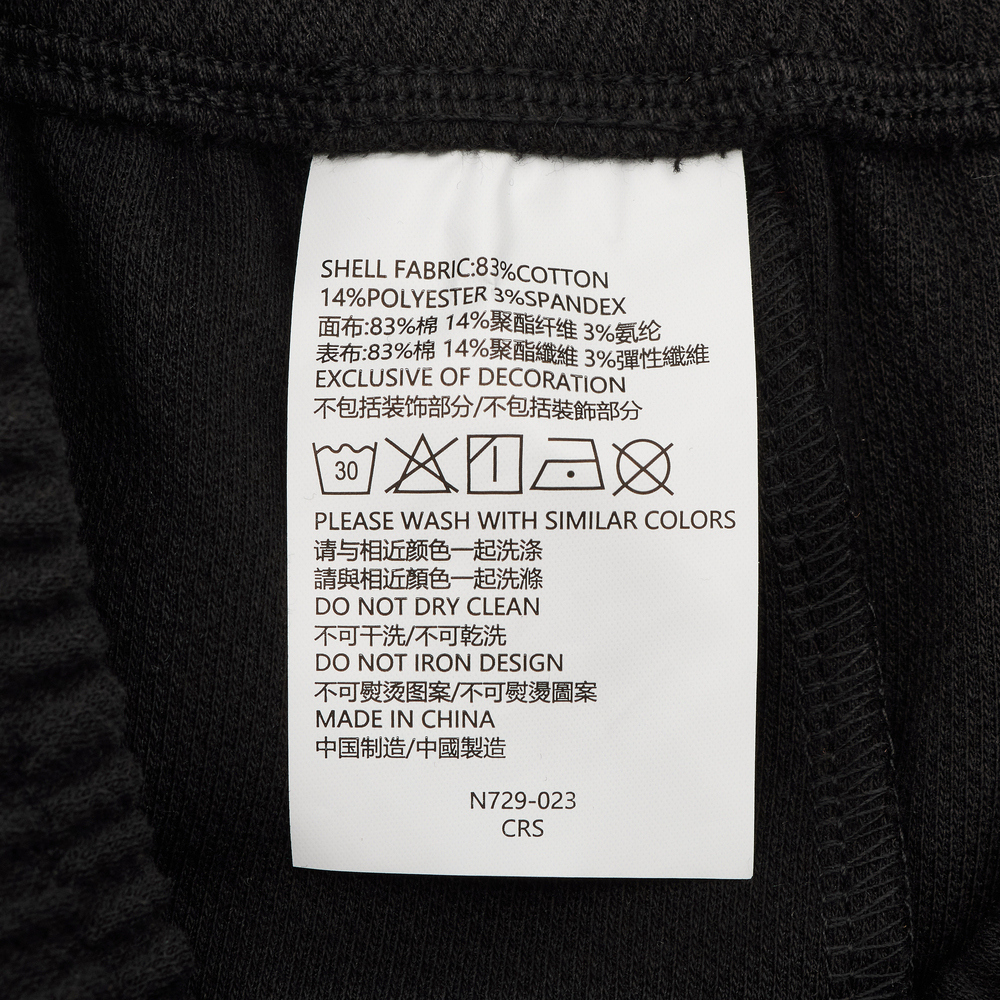 SHELL FABRIC:83%COTTON
14%POLYESTER 3%SPANDEX
面布:83%棉 14%聚酯纤维 3%氨纶
表布:83%棉 14%聚酯纖維 3%彈性纖維
EXCLUSIVE OF DECORATION
不包括装饰部分/不包括裝飾部分
30
PLEASE WASH WITH SIMILAR COLORS
请与相近颜色一起洗涤
請與相近顏色一起洗滌
DO NOT DRY CLEAN
不可干洗/不可乾洗
DO NOT IRON DESIGN
不可熨烫图案/不可熨燙圖案
MADE IN CHINA
中国制造/中國製造
N729-023
CRS